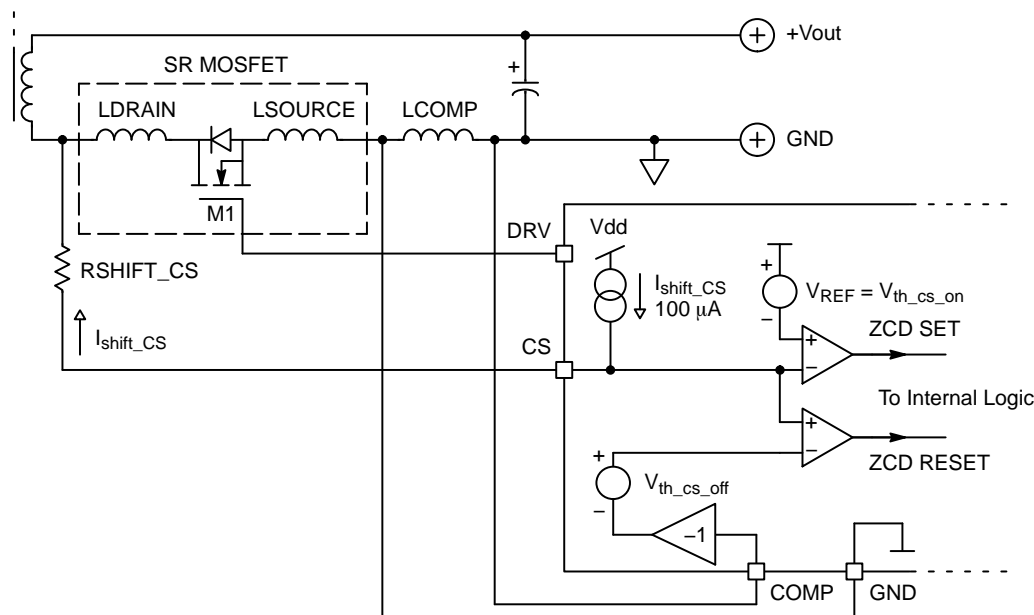 +Vout
SR MOSFET
LDRAIN
LSOURCE
LCOMP
+
GND
M1
DRV
Vdd
RSHIFT_CS
Ishift_CS
100 μA
+
VREF = Vth_cs_on
–
ZCD SET
Ishift_CS
CS
+
–
To Internal Logic
+
–
ZCD RESET
+
Vth_cs_off
–
–1
COMP
GND